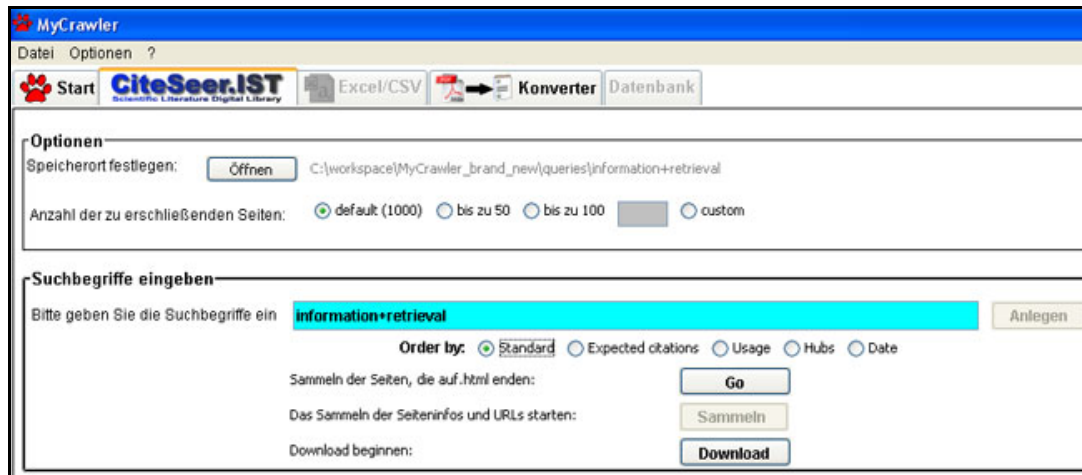 MyCrawler
Datei Optionen ?
Start CiteSeer.IST Excel/CSV Konverter Datenbank
Scientific Literature Digital Library
Optionen
Speicherort festlegen: Öffnen C:\workspace\MyCrawler_brand_new\queries\information+retrieval
Anzahl der zu erschließenden Seiten: default (1000) bis zu 50 bis zu 100 custom
Suchbegriffe eingeben
Bitte geben Sie die Suchbegriffe ein information+retrieval Anlegen
Order by: Standard Expected citations Usage Hubs Date
Sammeln der Seiten, die auf.html enden: Go
Das Sammeln der Seiteninfos und URLs starten: Sammeln
Download beginnen: Download